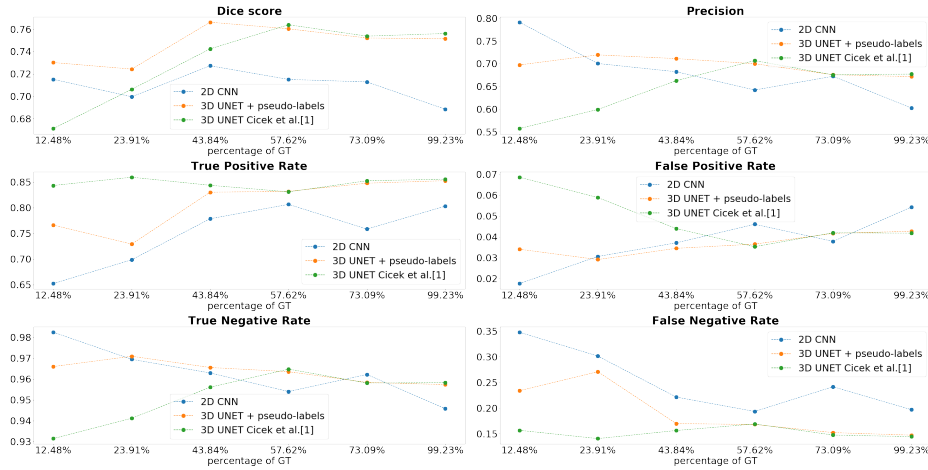 Dice score
0.76
0.74
0.72
0.70
0.68
2D CNN
3D UNET + pseudo-labels
3D UNET Cicek et al.[1]
12.48% 23.91% 43.84% 57.62% 73.09% 99.23%
percentage of GT
Precision
0.80
0.75
0.70
0.65
0.60
0.55
2D CNN
3D UNET + pseudo-labels
3D UNET Cicek et al.[1]
12.48% 23.91% 43.84% 57.62% 73.09% 99.23%
percentage of GT
True Positive Rate
0.85
0.80
0.75
0.70
0.65
2D CNN
3D UNET + pseudo-labels
3D UNET Cicek et al.[1]
12.48% 23.91% 43.84% 57.62% 73.09% 99.23%
percentage of GT
False Positive Rate
0.07
0.06
0.05
0.04
0.03
0.02
2D CNN
3D UNET + pseudo-labels
3D UNET Cicek et al.[1]
12.48% 23.91% 43.84% 57.62% 73.09% 99.23%
percentage of GT
True Negative Rate
0.98
0.97
0.96
0.95
0.94
0.93
2D CNN
3D UNET + pseudo-labels
3D UNET Cicek et al.[1]
12.48% 23.91% 43.84% 57.62% 73.09% 99.23%
percentage of GT
False Negative Rate
0.35
0.30
0.25
0.20
0.15
2D CNN
3D UNET + pseudo-labels
3D UNET Cicek et al.[1]
12.48% 23.91% 43.84% 57.62% 73.09% 99.23%
percentage of GT